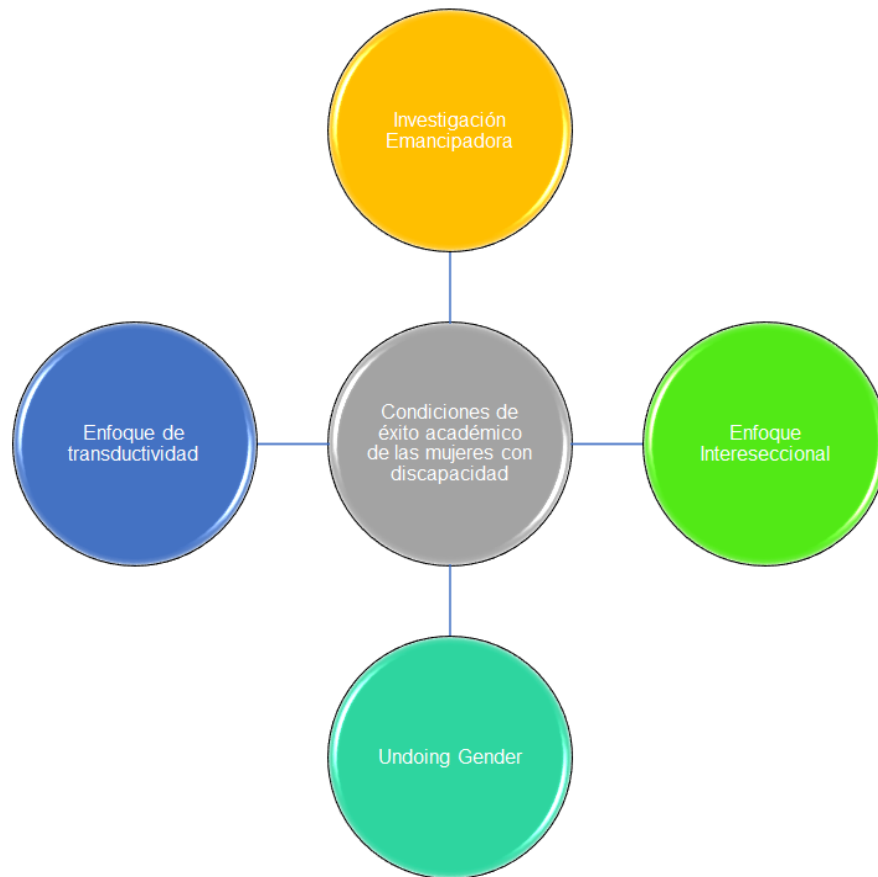 Investigación
Emancipadora
Enfoque de
transductividad
Condiciones de
éxito académico
de las mujeres con
discapacidad
Enfoque
Intereseccional
Undoing Gender